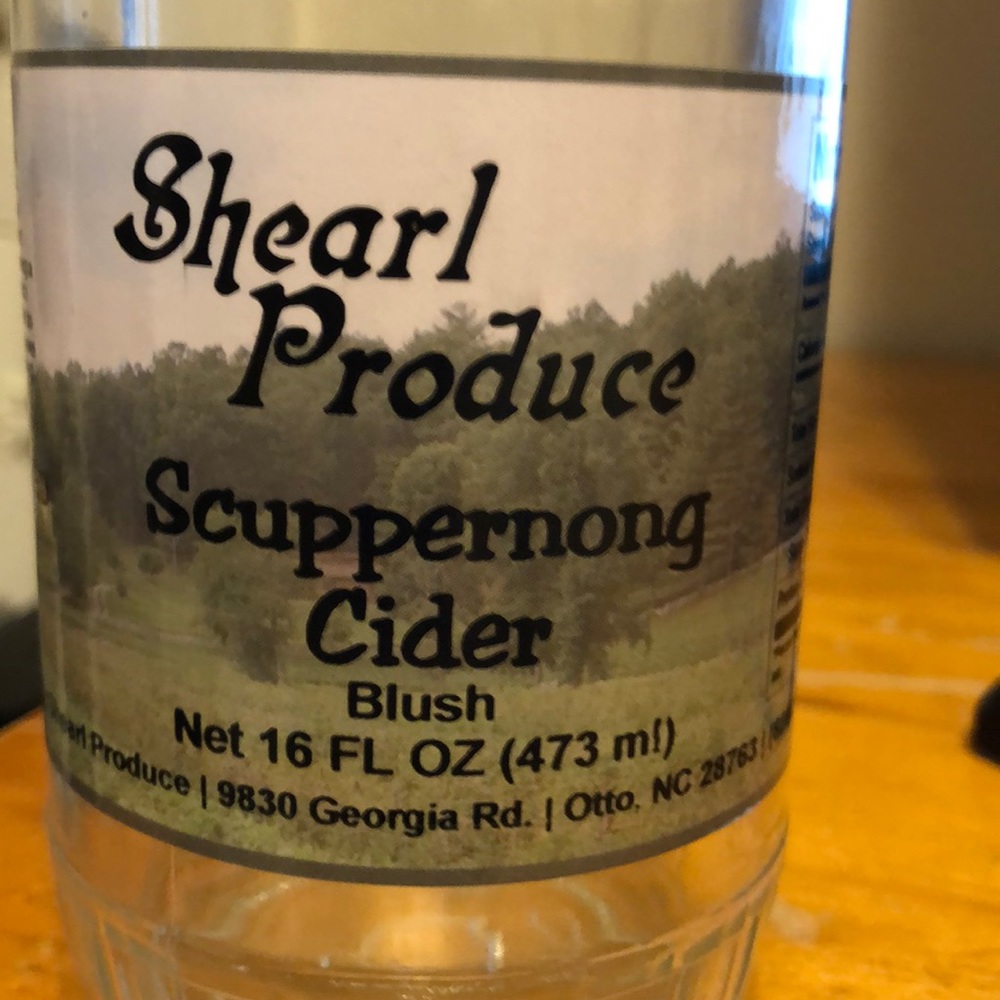 Shearl
Produce
Scuppernong
Cider
Blush
Net 16 FL OZ (473 ml)
Produce | 9830 Georgia Rd. | Otto, NC 28763 |